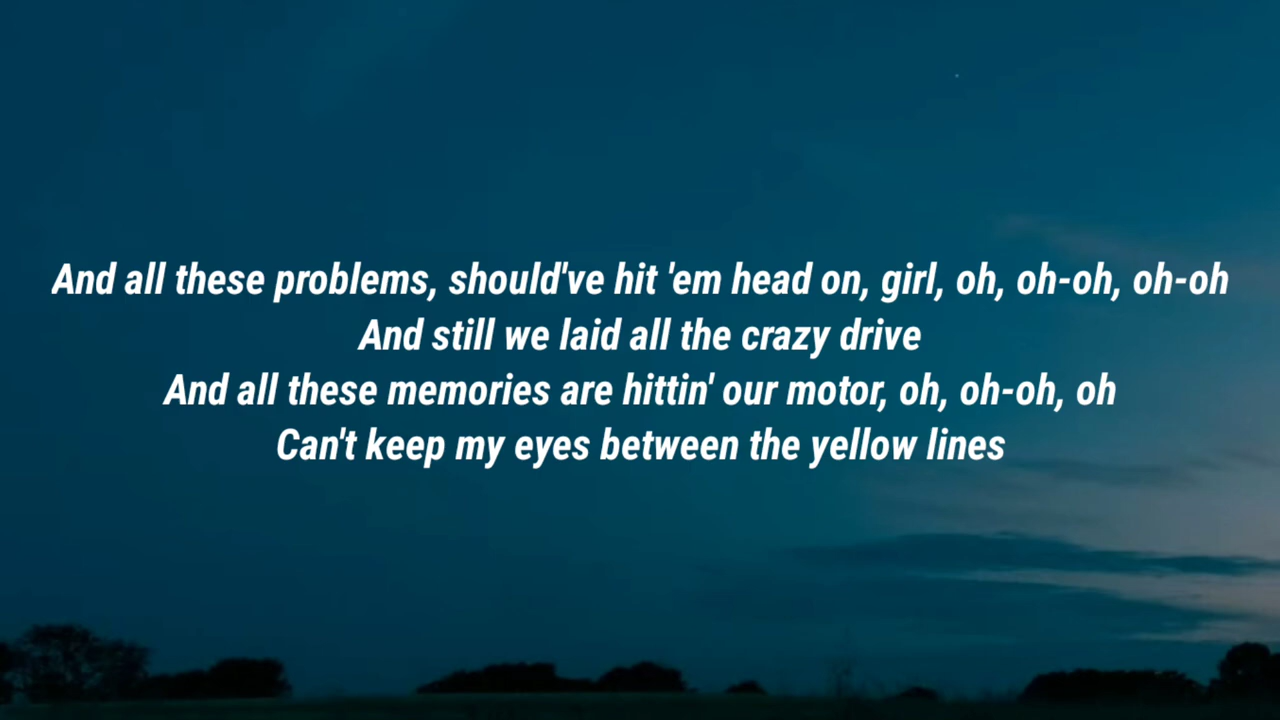 And all these problems, should've hit 'em head on, girl, oh, oh-oh, oh-oh
And still we laid all the crazy drive
And all these memories are hittin' our motor, oh, oh-oh, oh
Can't keep my eyes between the yellow lines